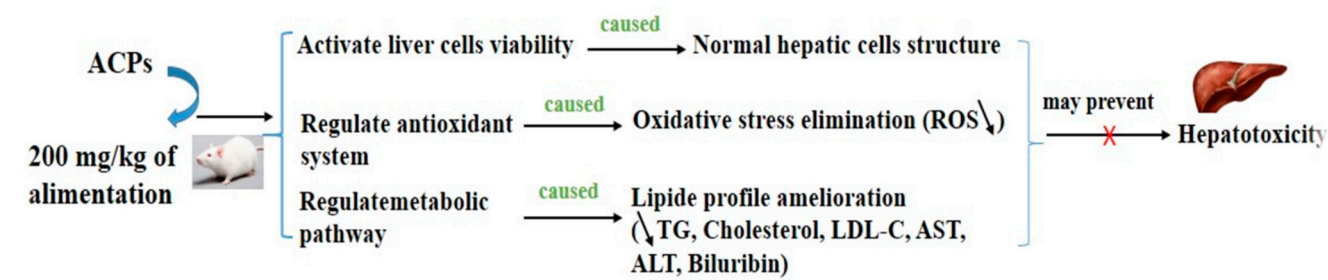 ACPs
200 mg/kg of
alimentation
Activate liver cells viability
caused
Normal hepatic cells structure
Regulate antioxidant
system
caused
Oxidative stress elimination (ROS↘)
Regulatemetabolic
pathway
caused
Lipide profile amelioration
(↘TG, Cholesterol, LDL-C, AST,
ALT, Biluribin)
may prevent
X
Hepatotoxicity